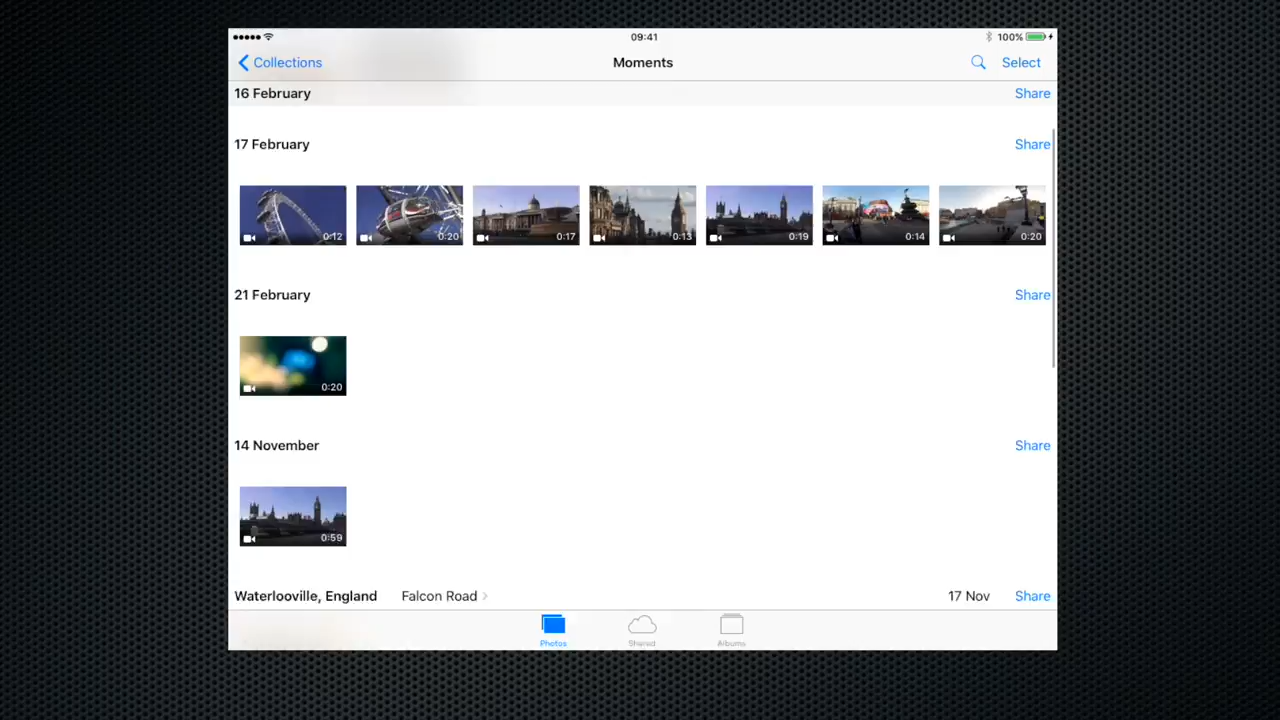 09:41
100%
Collections
Moments
Select
16 February
Share
17 February
Share
0:12
0:20
0:17
0:13
0:19
0:14
0:20
21 February
Share
0:20
14 November
Share
0:59
Waterlooville, England Falcon Road 17 Nov Share
Photos
Shared
Albums